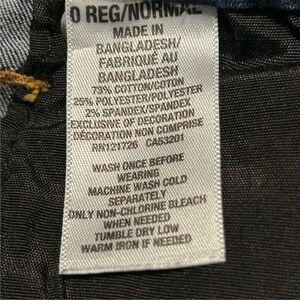 0 REG/NORMAL
MADE IN
BANGLADESH/
FABRIQUÉ AU
BANGLADESH
73% COTTON/COTON
25% POLYESTER/POLYESTER
2% SPANDEX/SPANDEX
EXCLUSIVE OF DECORATION
DÉCORATION NON COMPRISE
RN121726 CA53201
WASH ONCE BEFORE
WEARING
MACHINE WASH COLD
SEPARATELY
ONLY NON-CHLORINE BLEACH
WHEN NEEDED
TUMBLE DRY LOW
WARM IRON IF NEEDED